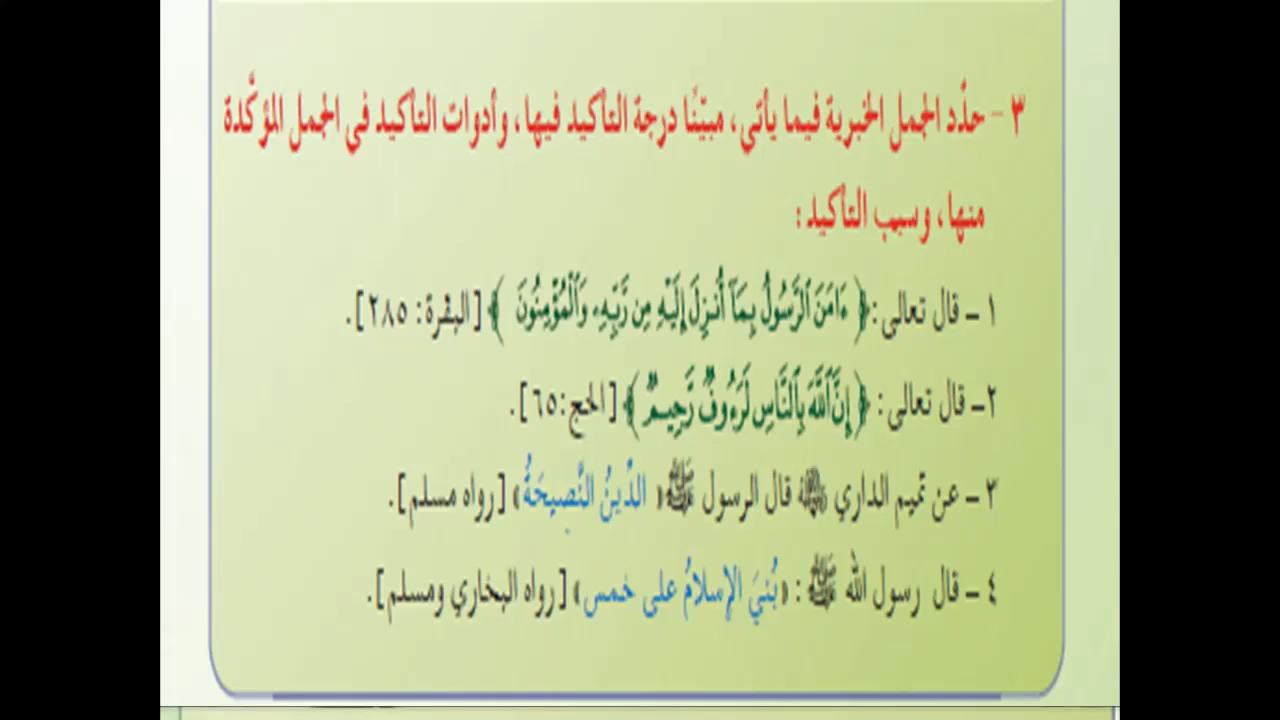 ٣ - حدّد الجمل الخبرية فيما يأتي، مبيّنًا درجة التأكيد فيها، وأدوات التأكيد في الجمل المؤكَّدة
منها، وسبب التأكيد :
١ - قال تعالى: ﴿ ءَامَنَ ٱلرَّسُولُ بِمَآ أُنزِلَ إِلَيْهِ مِن رَّبِّهِۦ وَٱلْمُؤْمِنُونَ ﴾ [البقرة: ٢٨٥].
٢- قال تعالى: ﴿ إِنَّ ٱللَّهَ بِٱلنَّاسِ لَرَءُوفٌ رَّحِيمٌ ﴾ [الحج: ٦٥].
٣ - عن تميم الداري ﷺ قال الرسول ﷺ « الدِّينُ النَّصِيحَةُ» [رواه مسلم].
٤ - قال رسول الله ﷺ : «بُنيَ الإسلامُ على خمس» [رواه البخاري ومسلم].